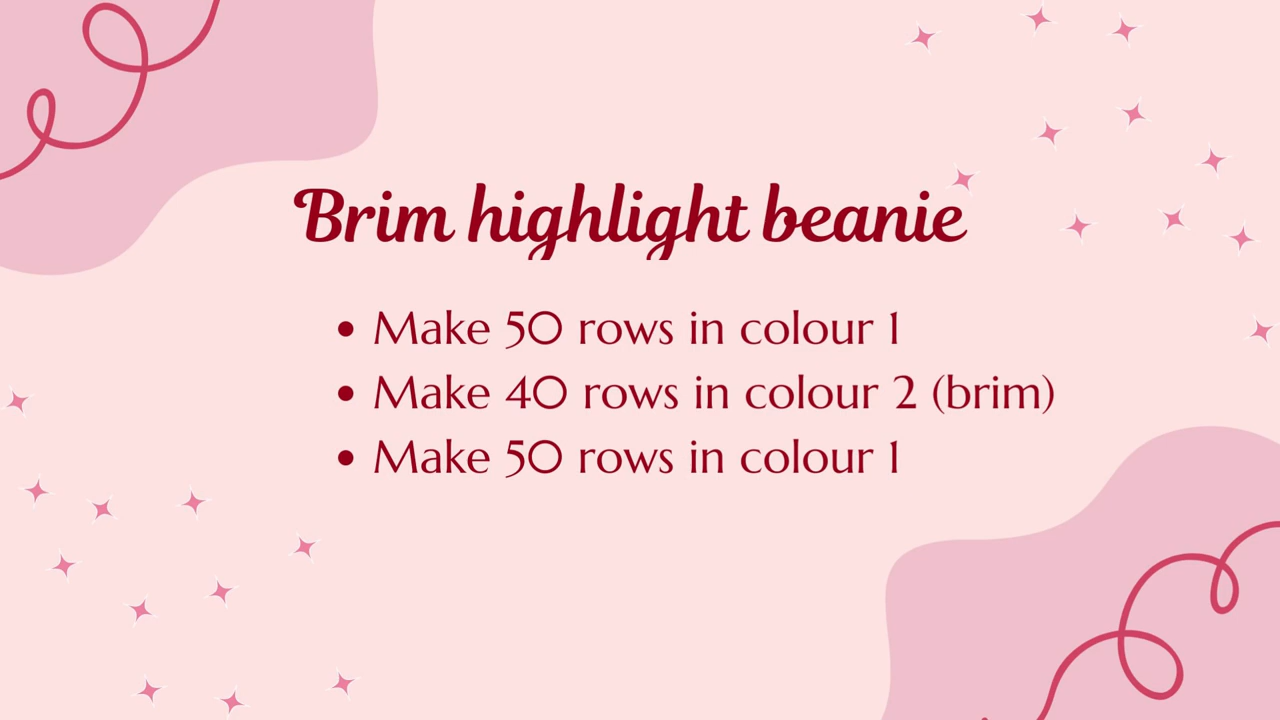 Brim highlight beanie
• Make 50 rows in colour 1
• Make 40 rows in colour 2 (brim)
• Make 50 rows in colour 1